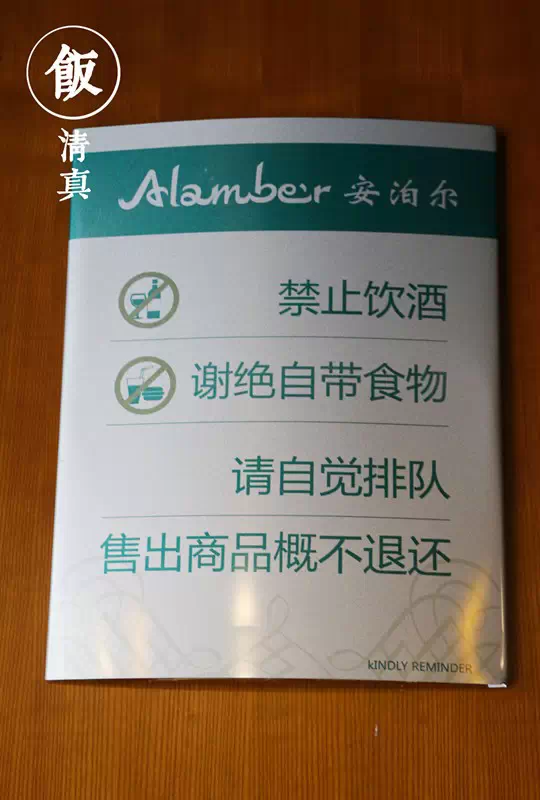 飯
清真
Alamber 安泊尔
禁止饮酒
谢绝自带食物
请自觉排队
售出商品概不退还
kINDLY REMINDER